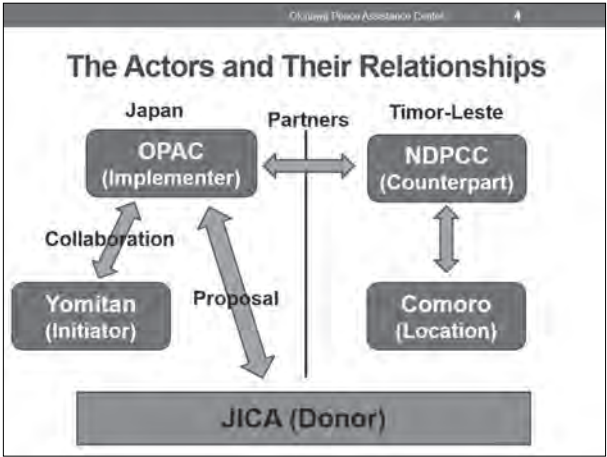 Okinawa Peace Assistance Center
4
The Actors and Their Relationships
Japan
Partners
Timor-Leste
OPAC
(Implementer)
NDPCC
(Counterpart)
Collaboration
Yomitan
(Initiator)
Proposal
Comoro
(Location)
JICA (Donor)